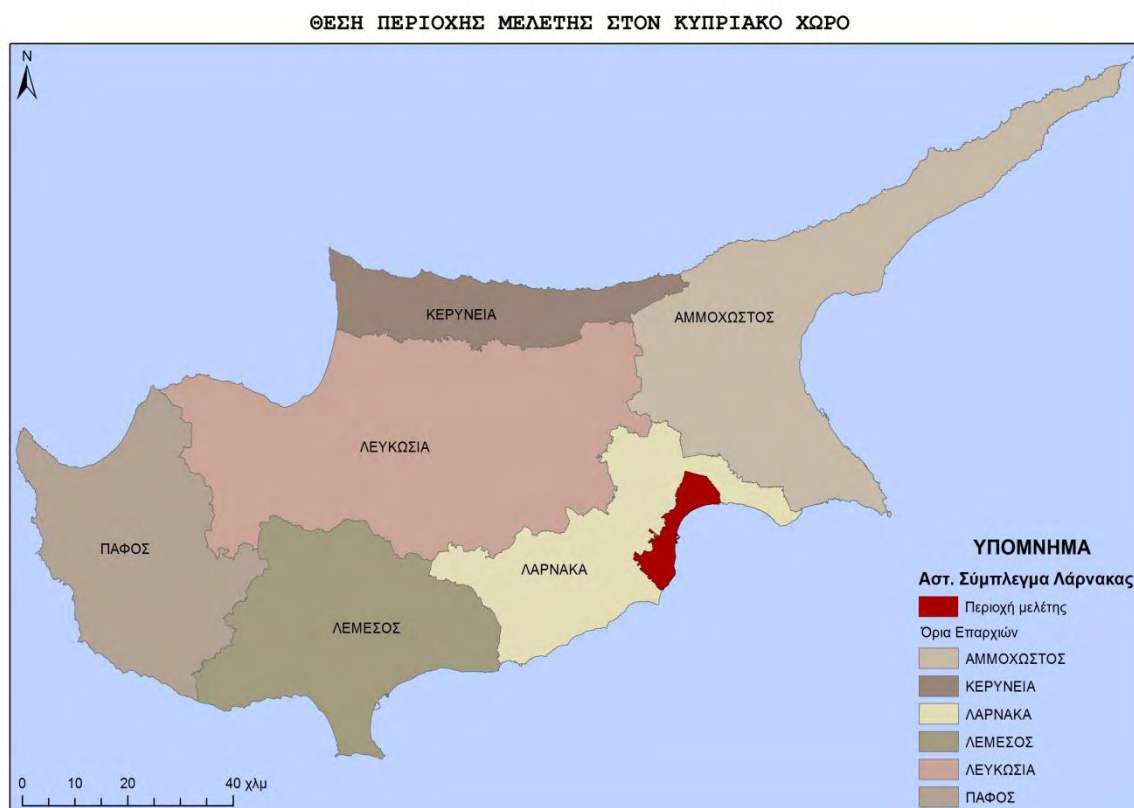 ΘΕΣΗ ΠΕΡΙΟΧΗΣ ΜΕΛΕΤΗΣ ΣΤΟΝ ΚΥΠΡΙΑΚΟ ΧΩΡΟ
N
ΚΕΡΥΝΕΙΑ
ΑΜΜΟΧΩΣΤΟΣ
ΛΕΥΚΩΣΙΑ
ΠΑΦΟΣ
ΛΑΡΝΑΚΑ
ΛΕΜΕΣΟΣ
ΥΠΟΜΝΗΜΑ
Αστ. Σύμπλεγμα Λάρνακας
Περιοχή μελέτης
Όρια Επαρχιών
ΑΜΜΟΧΩΣΤΟΣ
ΚΕΡΥΝΕΙΑ
ΛΑΡΝΑΚΑ
ΛΕΜΕΣΟΣ
ΛΕΥΚΩΣΙΑ
ΠΑΦΟΣ
0 10 20 40 χλμ